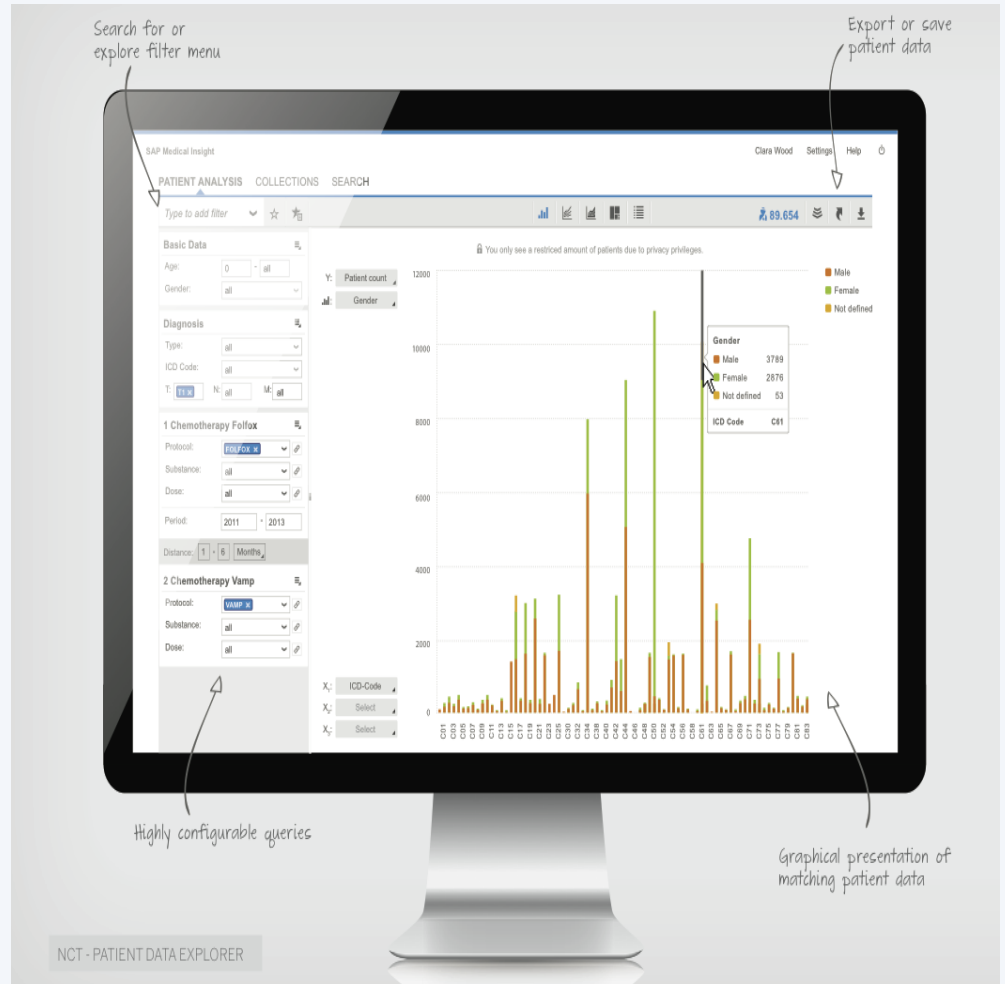 Search for or
explore filter menu
Export or save
patient data
SAP Medical Insight
Clara Wood Settings Help
PATIENT ANALYSIS COLLECTIONS SEARCH
Type to add filter
89.654
Basic Data
Age: 0 - all
Gender: all
Diagnosis
Type: all
ICD Code: all
T: T1 x N: all M: all
1 Chemotherapy Folfox
Protocol: FOLFOX x
Substance: all
Dose: all
Period: 2011 - 2013
Distance: 1 - 6 Months
2 Chemotherapy Vamp
Protocol: VAMP x
Substance: all
Dose: all
You only see a restriced amount of patients due to privacy privileges.
Y: Patient count
Gender
12000
10000
8000
6000
4000
2000
0
Male
Female
Not defined
Gender
Male 3789
Female 2876
Not defined 53
ICD Code C61
X₁: ICD-Code
X₂: Select
X₃: Select
C01 C03 C05 C07 C09 C11 C13 C15 C17 C19 C21 C23 C25 C30 C32 C34 C38 C40 C42 C44 C46 C48 C50 C52 C54 C56 C58 C61 C63 C65 C67 C69 C71 C73 C75 C77 C79 C81 C83
Highly configurable queries
Graphical presentation of
matching patient data
NCT - PATIENT DATA EXPLORER